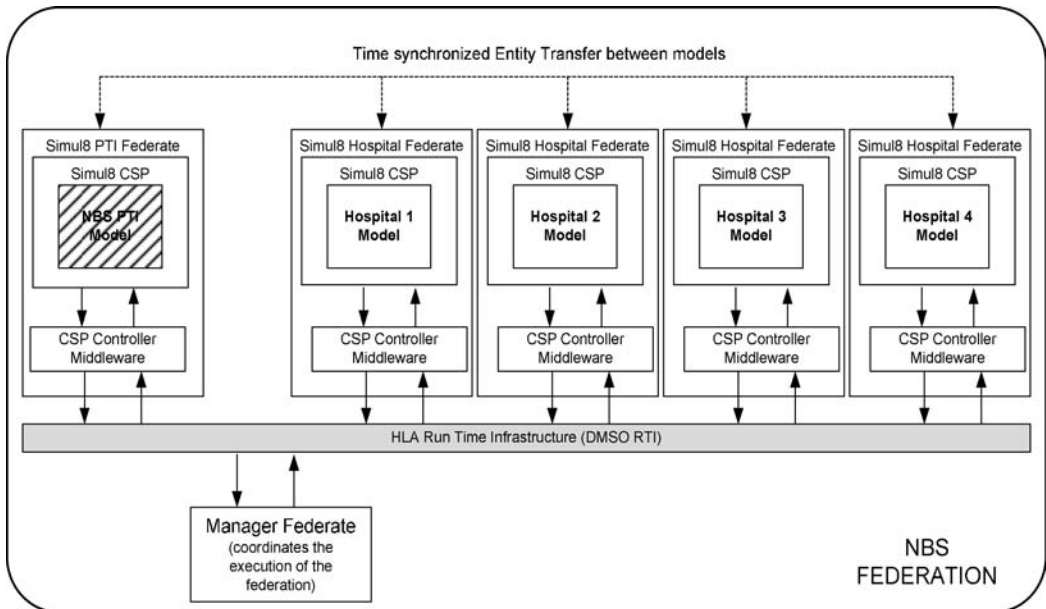 Time synchronized Entity Transfer between models
Simul8 PTI Federate
Simul8 CSP
NBS PTI
Model
CSP Controller
Middleware
Simul8 Hospital Federate
Simul8 CSP
Hospital 1
Model
CSP Controller
Middleware
Simul8 Hospital Federate
Simul8 CSP
Hospital 2
Model
CSP Controller
Middleware
Simul8 Hospital Federate
Simul8 CSP
Hospital 3
Model
CSP Controller
Middleware
Simul8 Hospital Federate
Simul8 CSP
Hospital 4
Model
CSP Controller
Middleware
HLA Run Time Infrastructure (DMSO RTI)
Manager Federate
(coordinates the
execution of the
federation)
NBS
FEDERATION